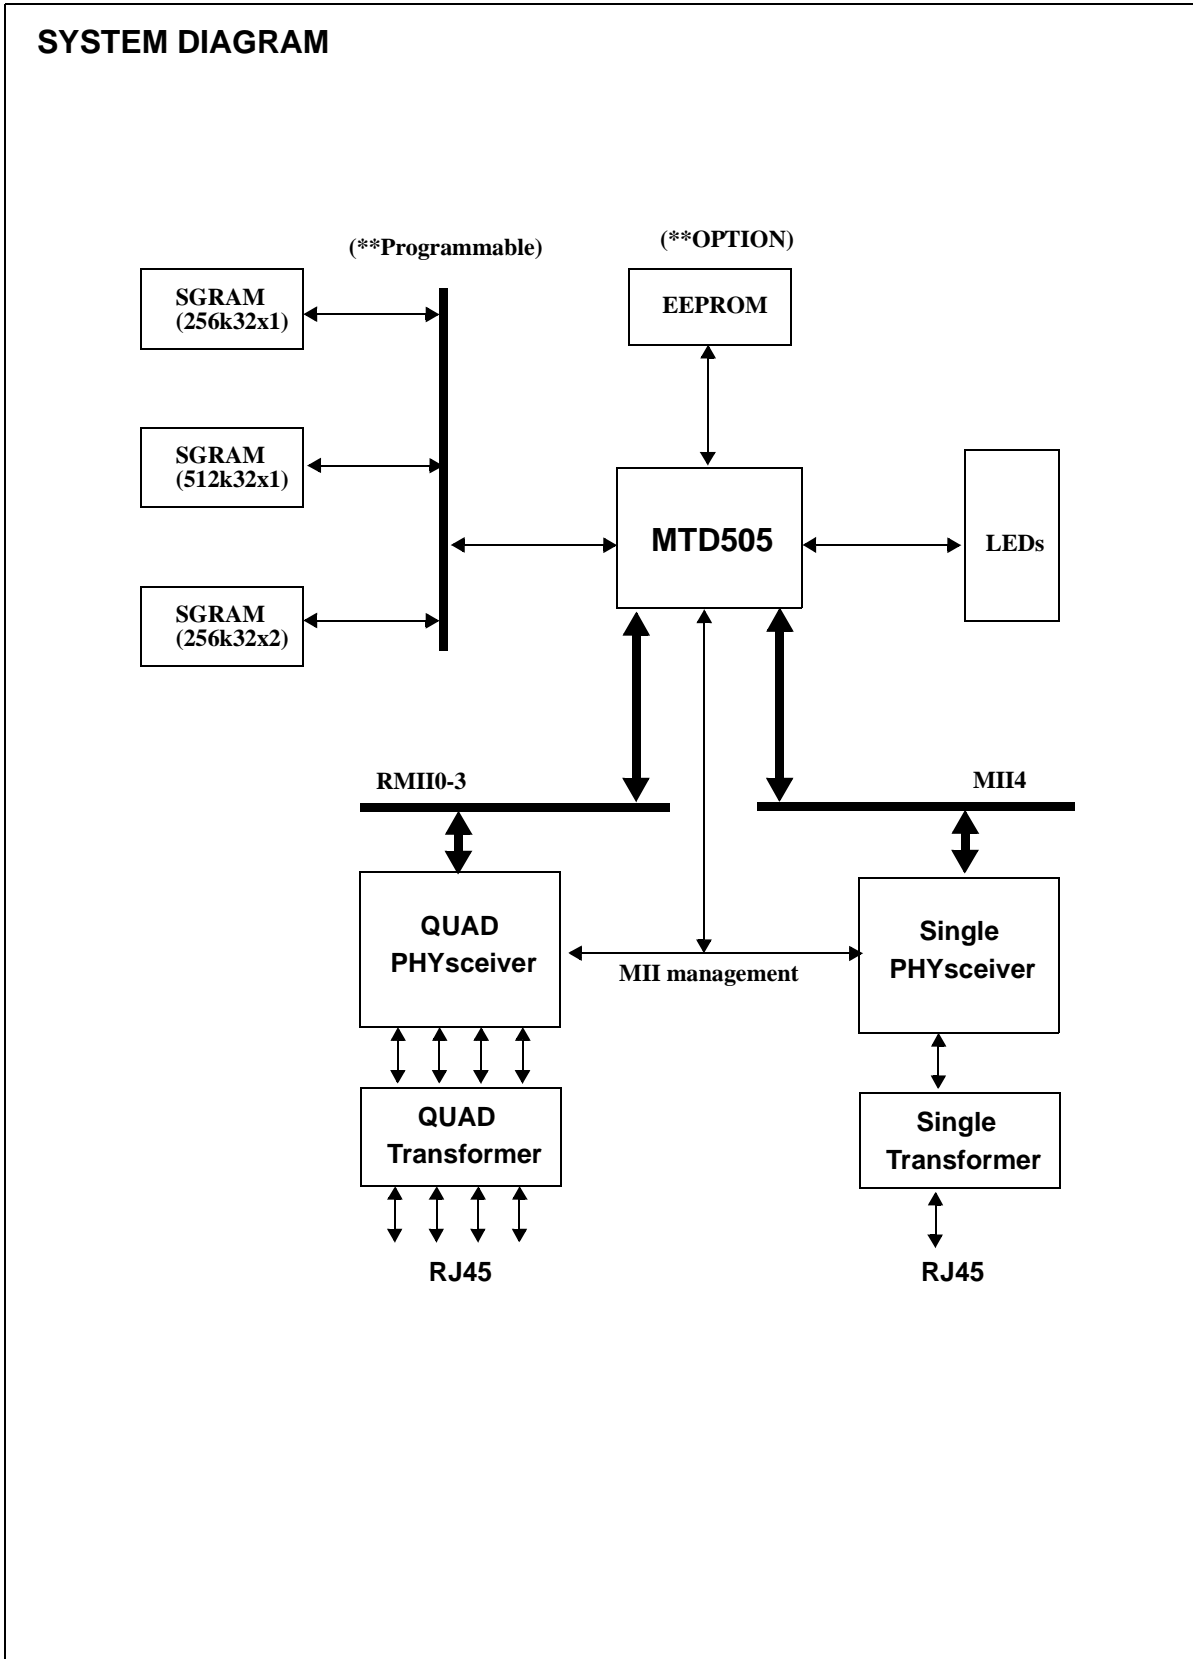 SYSTEM DIAGRAM
(**Programmable)
(**OPTION)
SGRAM
(256k32x1)
EEPROM
SGRAM
(512k32x1)
MTD505
LEDs
SGRAM
(256k32x2)
RMII0-3
MII4
QUAD
PHYsceiver
MII management
Single
PHYsceiver
QUAD
Transformer
Single
Transformer
RJ45
RJ45